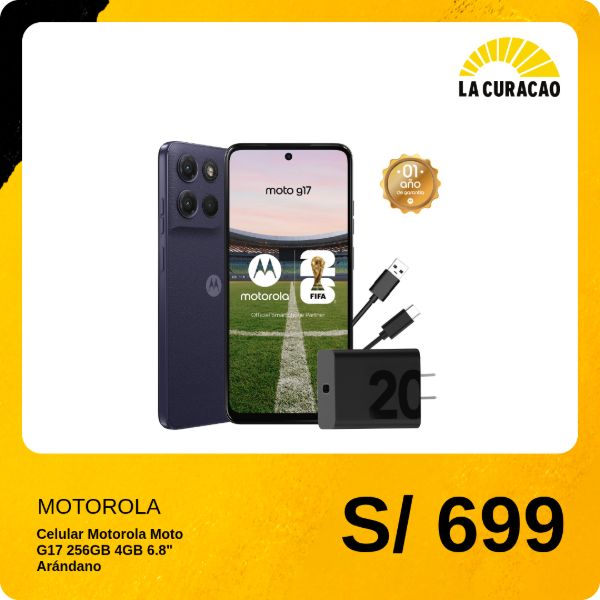 LA CURACAO
01
año
de garantía
moto g17
motorola
26
FIFA
Official Smartphone Partner
20
MOTOROLA
S/ 699
Celular Motorola Moto
G17 256GB 4GB 6.8"
Arándano